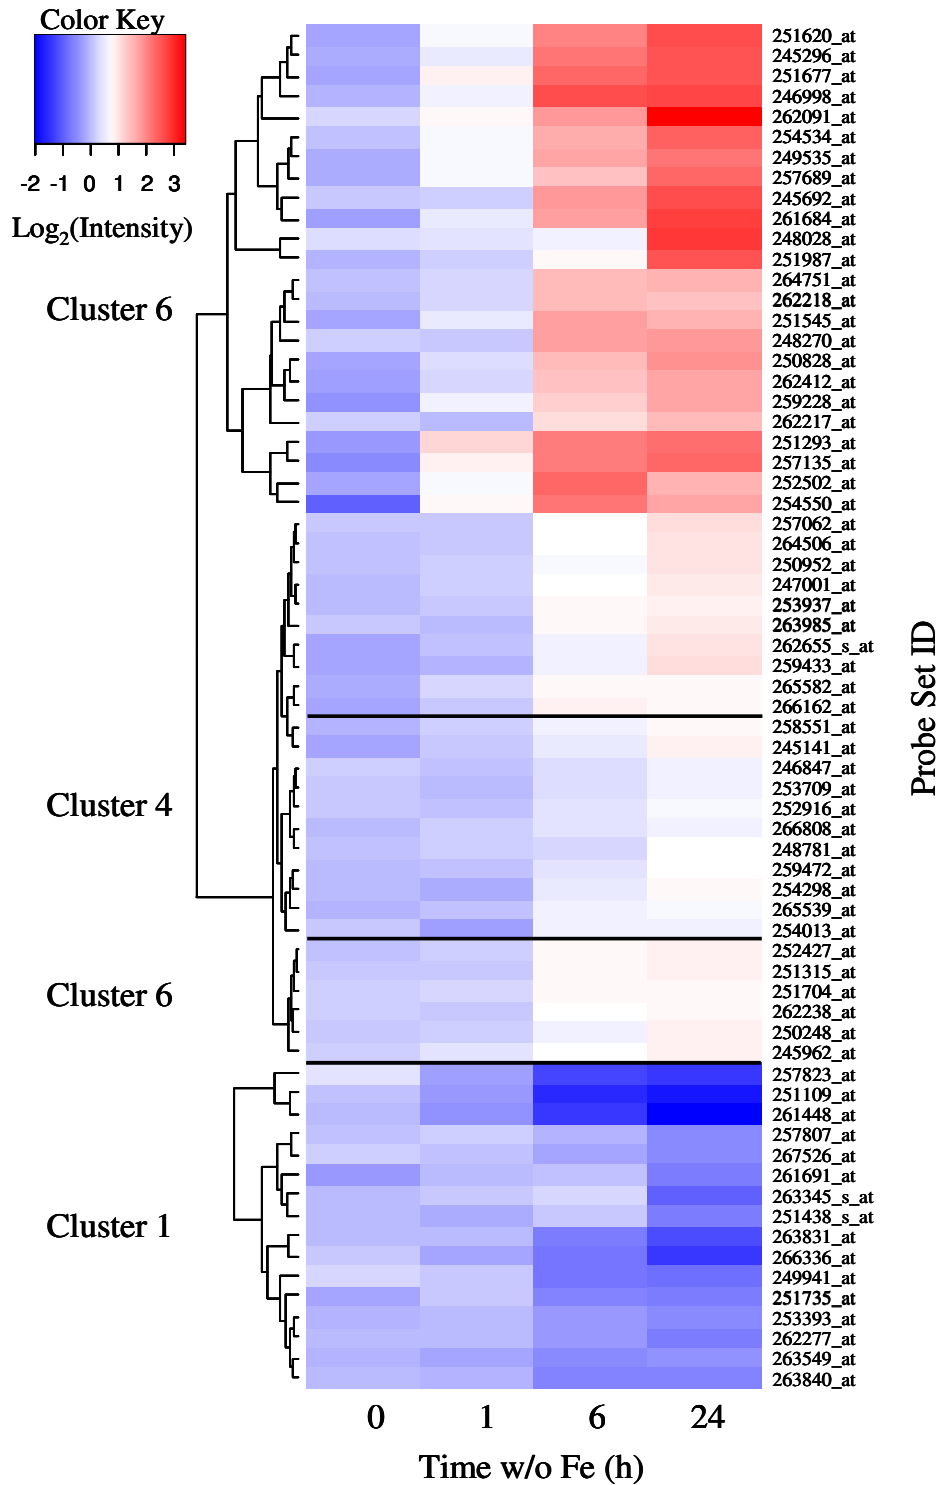 Color Key
-2 -1 0 1 2 3
Log2(Intensity)
Cluster 6
Cluster 4
Cluster 6
Cluster 1
251620_at
245296_at
251677_at
246998_at
262091_at
254534_at
249535_at
257689_at
245692_at
261684_at
248028_at
251987_at
264751_at
262218_at
251545_at
248270_at
250828_at
262412_at
259228_at
262217_at
251293_at
257135_at
252502_at
254550_at
257062_at
264506_at
250952_at
247001_at
253937_at
263985_at
262655_s_at
259433_at
265582_at
266162_at
258551_at
245141_at
246847_at
253709_at
252916_at
266808_at
248781_at
259472_at
254298_at
265539_at
254013_at
252427_at
251315_at
251704_at
262238_at
250248_at
245962_at
257823_at
251109_at
261448_at
257807_at
267526_at
261691_at
263345_s_at
251438_s_at
263831_at
266336_at
249941_at
251735_at
253393_at
262277_at
263549_at
263840_at
Probe Set ID
0 1 6 24
Time w/o Fe (h)